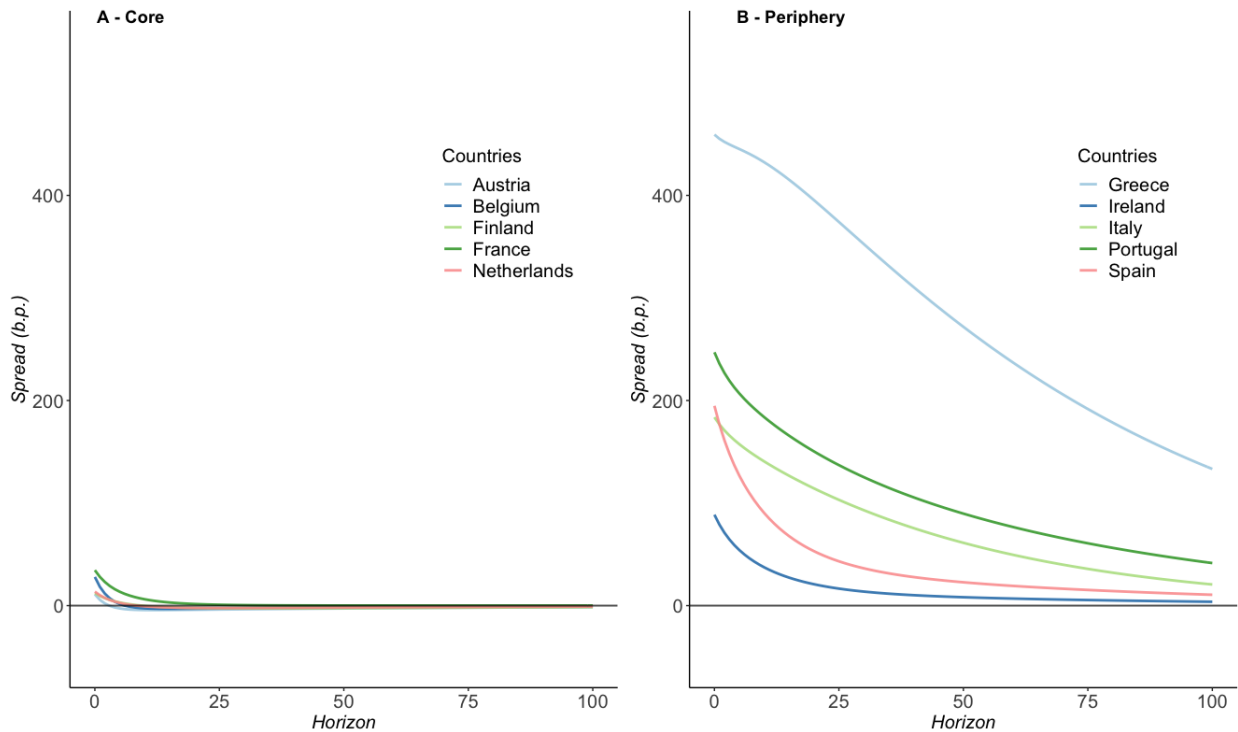 A - Core
Spread (b.p.)
400
200
0
Countries
Austria
Belgium
Finland
France
Netherlands
0
25
50
75
100
Horizon
B - Periphery
Spread (b.p.)
400
200
0
Countries
Greece
Ireland
Italy
Portugal
Spain
0
25
50
75
100
Horizon